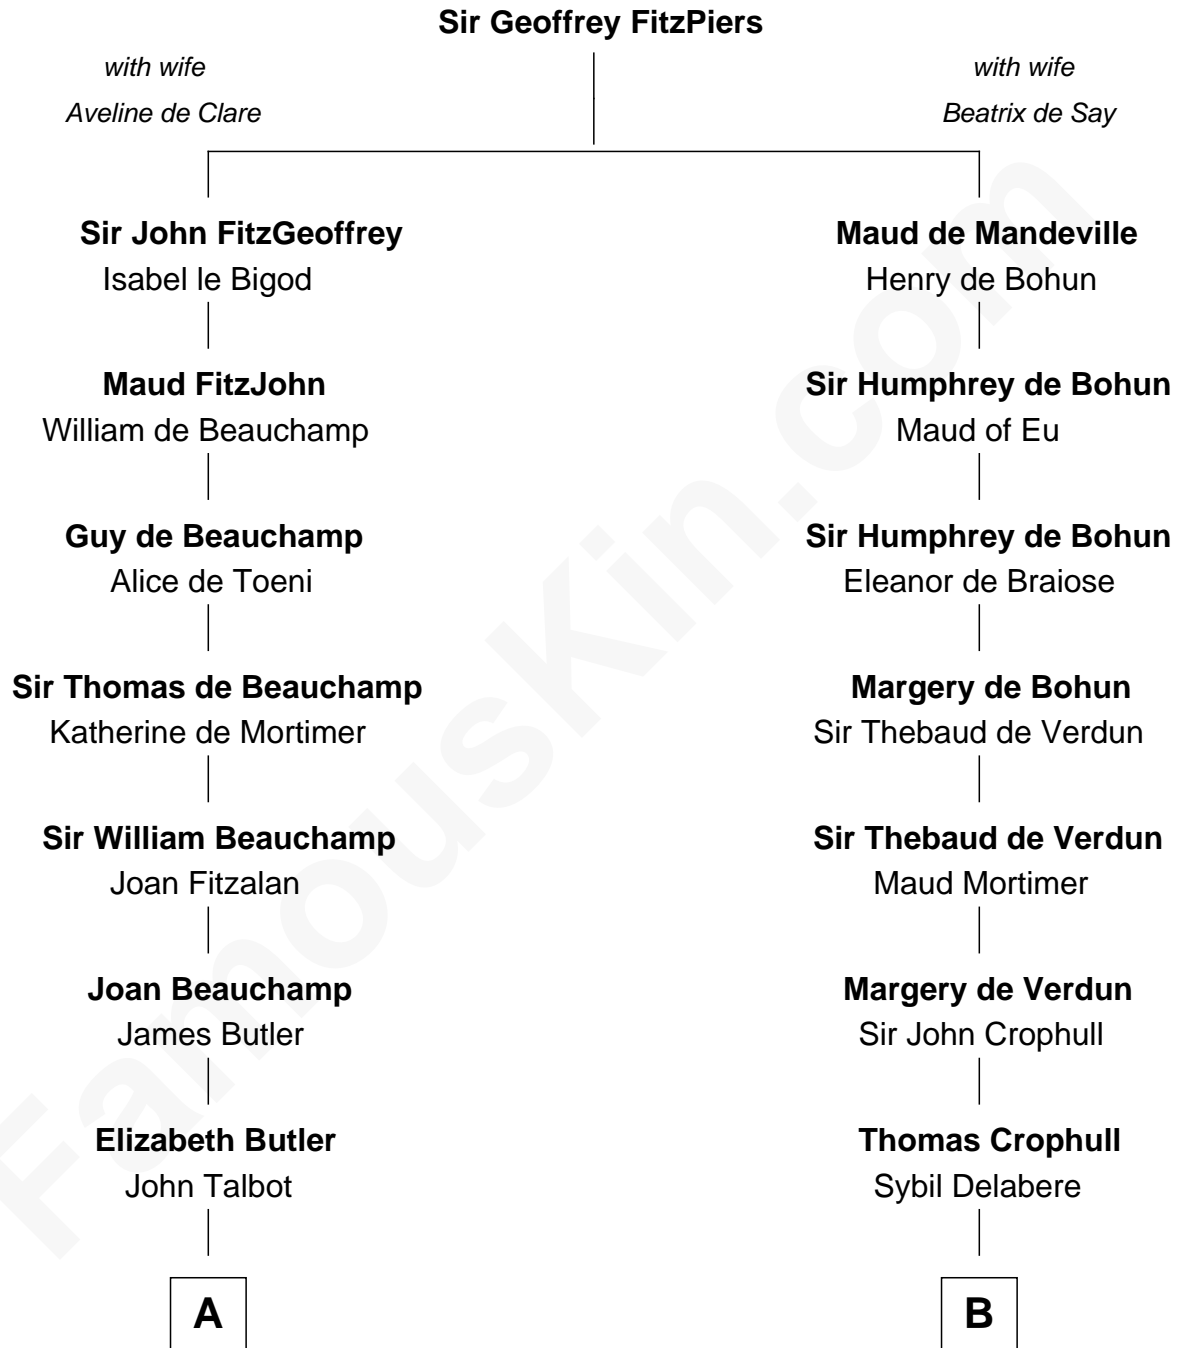 Sir Geoffrey FitzPiers
with wife
Aveline de Clare
with wife
Beatrix de Say
Sir John FitzGeoffrey
Isabel le Bigod
Maud de Mandeville
Henry de Bohun
Maud FitzJohn
William de Beauchamp
Sir Humphrey de Bohun
Maud of Eu
Guy de Beauchamp
Alice de Toeni
Sir Humphrey de Bohun
Eleanor de Braiose
Sir Thomas de Beauchamp
Katherine de Mortimer
Margery de Bohun
Sir Thebaud de Verdun
Sir William Beauchamp
Joan Fitzalan
Sir Thebaud de Verdun
Maud Mortimer
Joan Beauchamp
James Butler
Margery de Verdun
Sir John Crophull
Elizabeth Butler
John Talbot
Thomas Crophull
Sybil Delabere
A
B
FamousKin.com